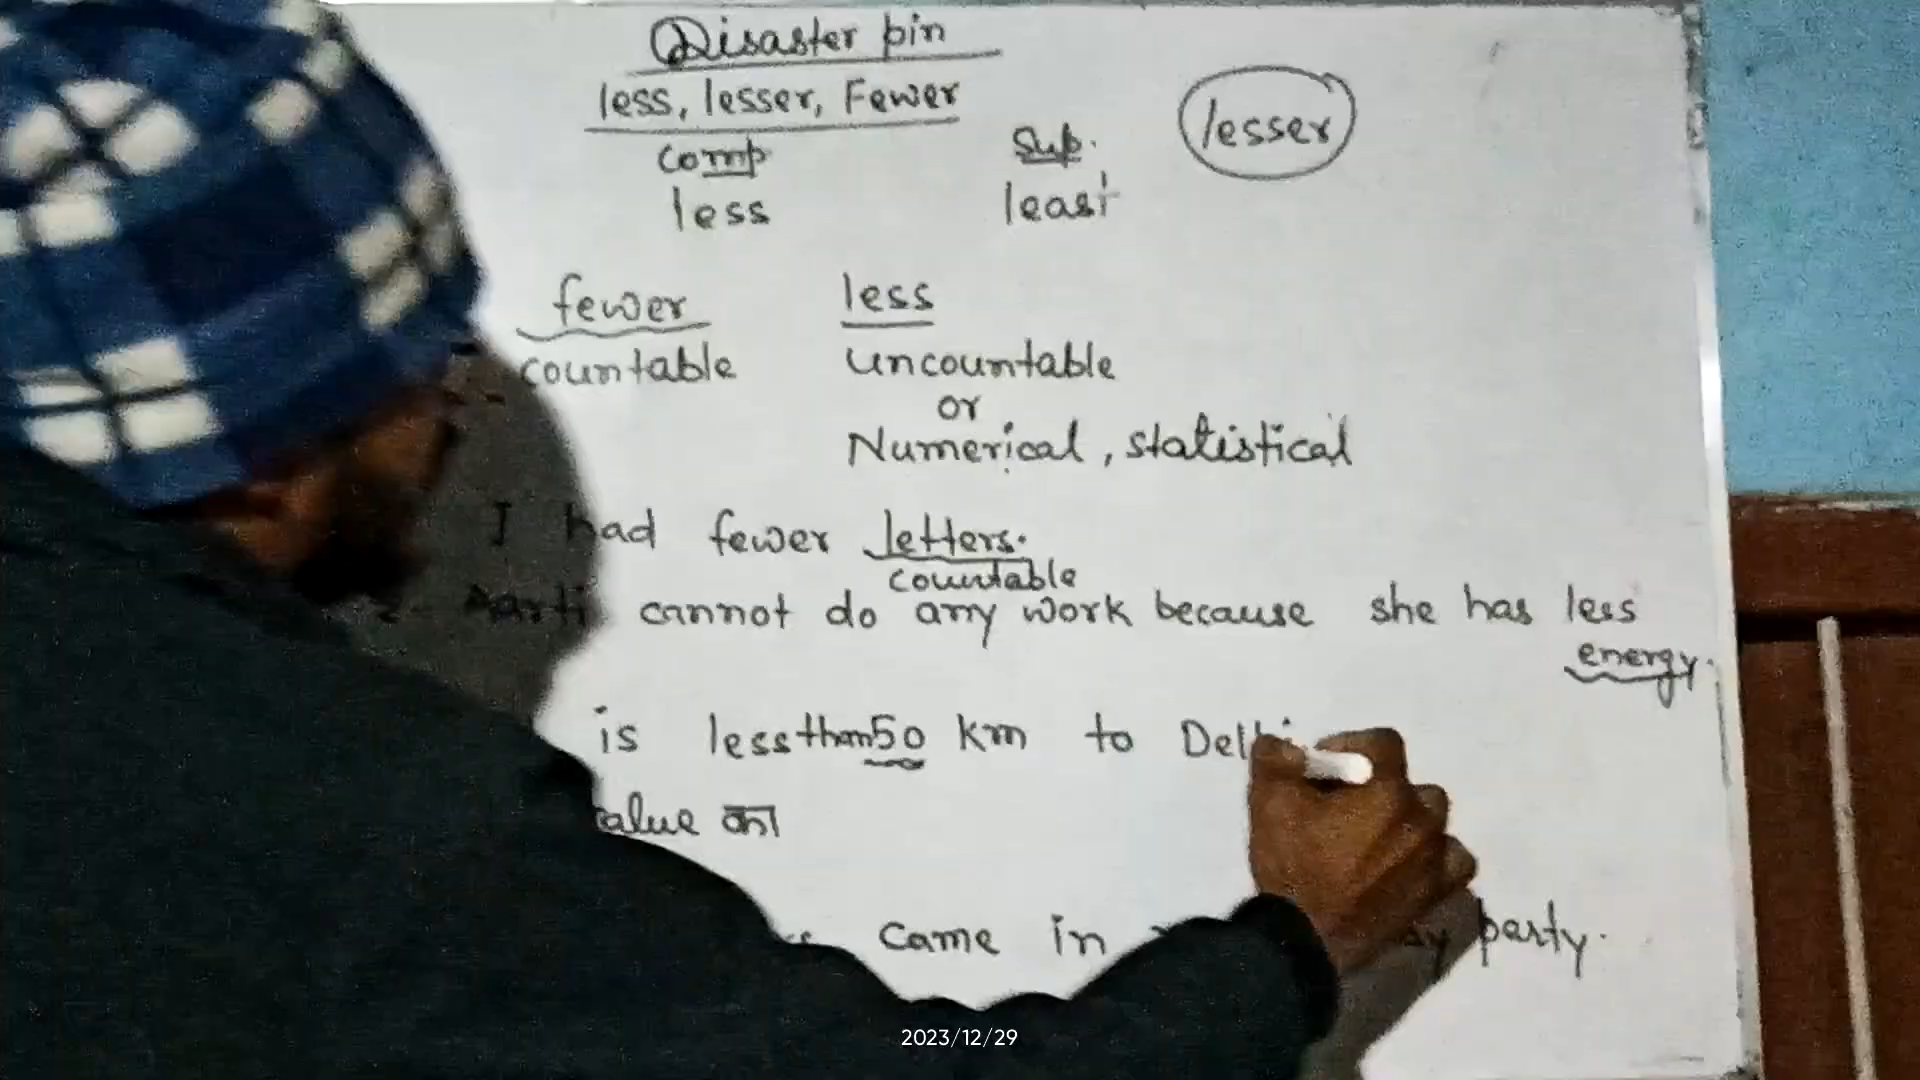 Disaster pin
less, lesser, Fewer
comp Sup. lesser
less least
fewer less
countable uncountable
or
Numerical, statistical
I had fewer letters.
countable
cannot do any work because she has less
energy.
is less than 50 km to Delhi
value का
came in party.
2023/12/29